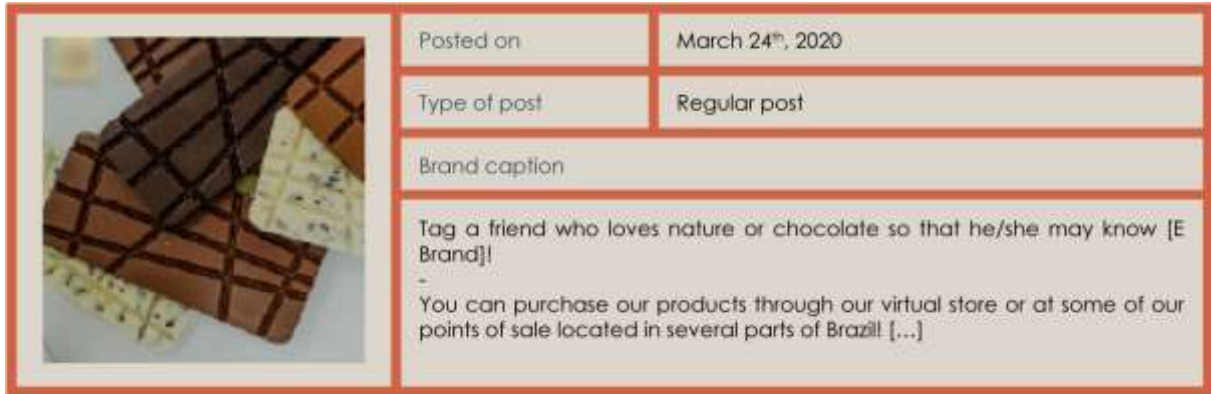 Posted on
March 24th, 2020
Type of post
Regular post
Brand caption
Tag a friend who loves nature or chocolate so that he/she may know [E
Brand]!
-
You can purchase our products through our virtual store or at some of our
points of sale located in several parts of Brazil! [...]